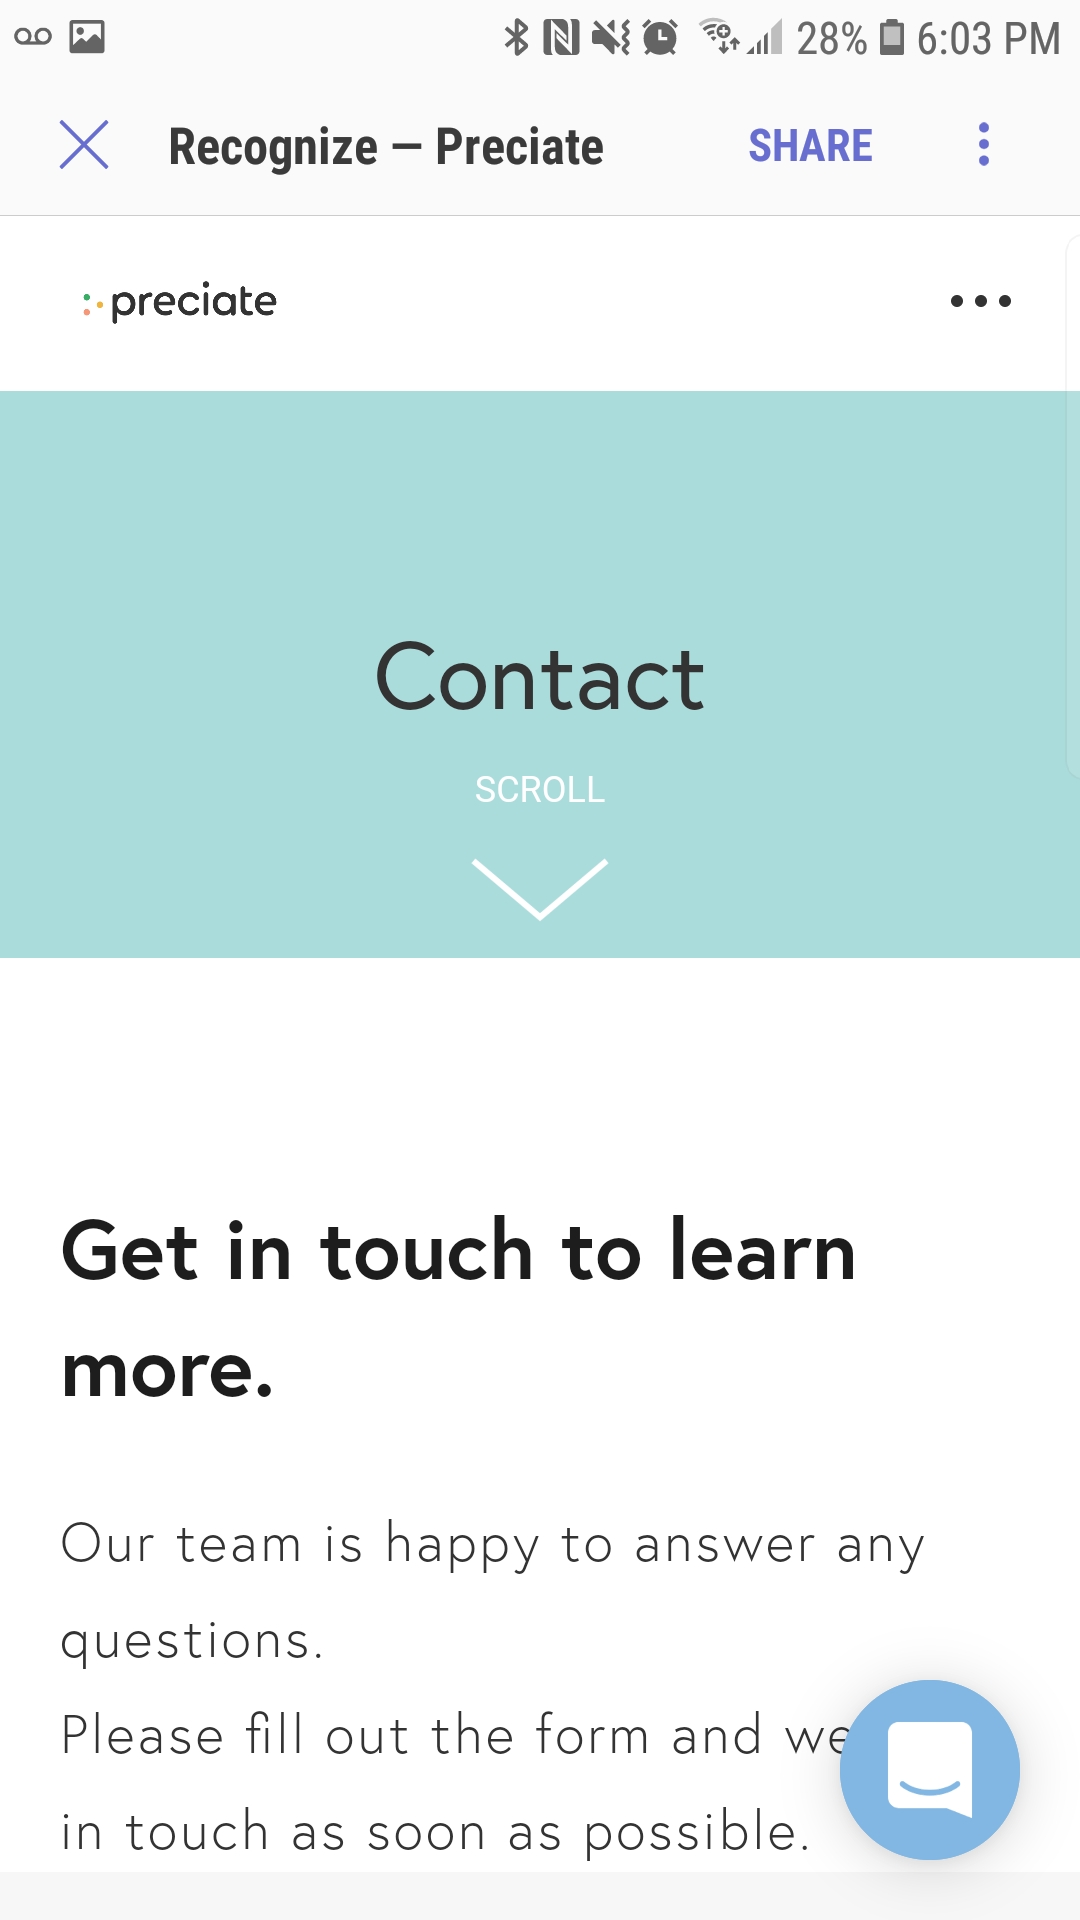 28% 6:03 PM
Recognize – Preciate SHARE
preciate
Contact
SCROLL
Get in touch to learn
more.
Our team is happy to answer any
questions.
Please fill out the form and we
in touch as soon as possible.